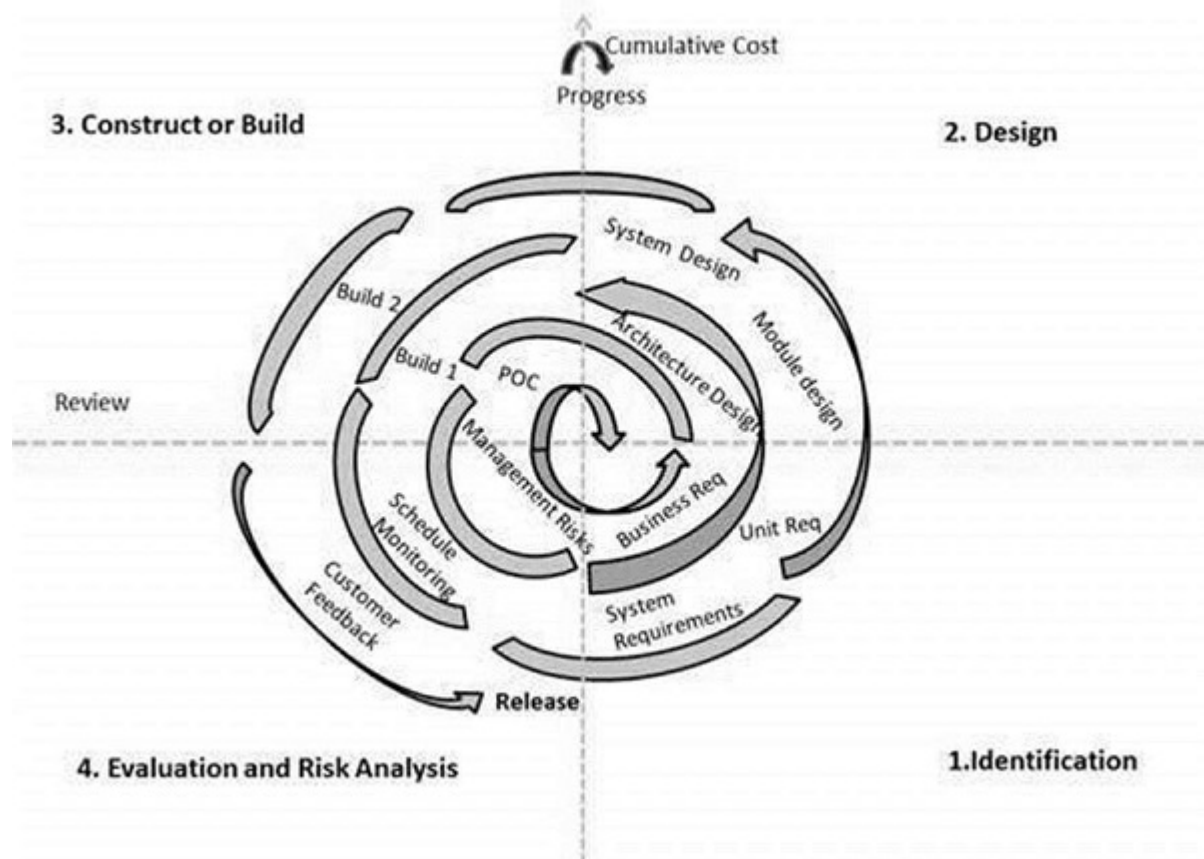 Cumulative Cost
Progress
3. Construct or Build
2. Design
System Design
Build 2
Module design
Architecture Design
Build 1
POC
Review
Management Risks
Business Req
Schedule
Monitoring
Unit Req
Customer
Feedback
System
Requirements
Release
4. Evaluation and Risk Analysis
1.Identification